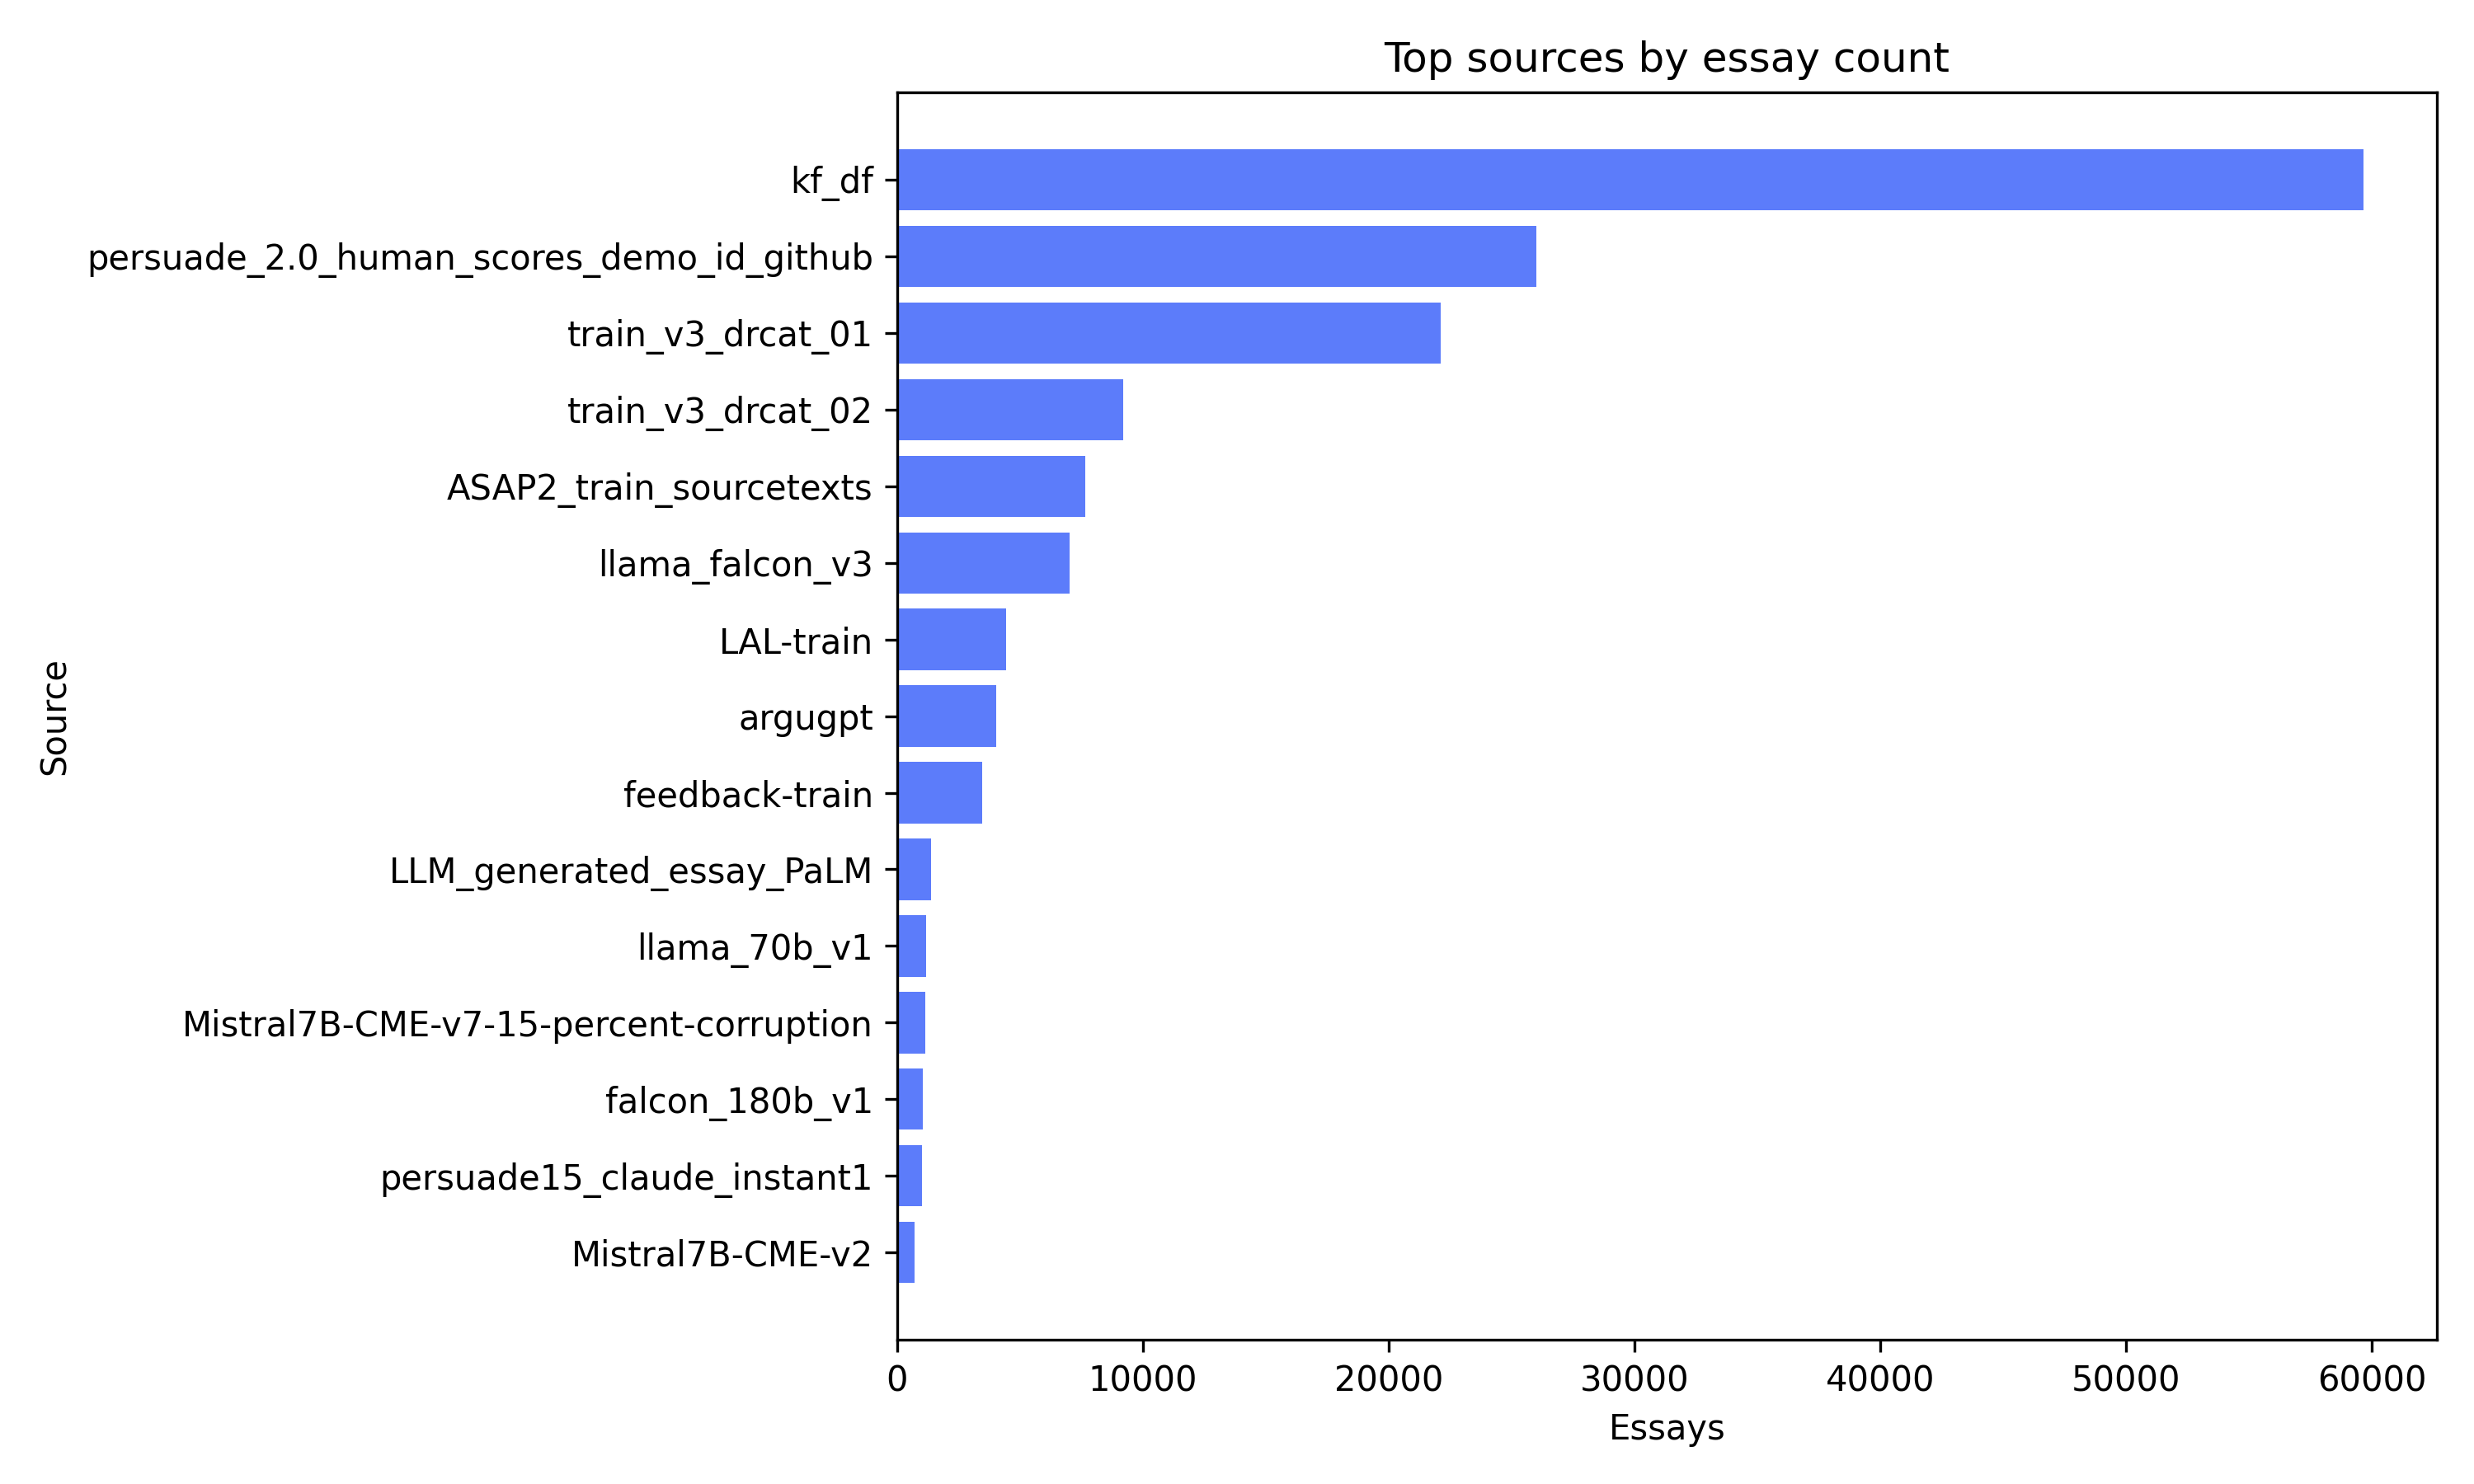 Top sources by essay count
kf_df
persuade_2.0_human_scores_demo_id_github
train_v3_drcat_01
train_v3_drcat_02
ASAP2_train_sourcetexts
llama_falcon_v3
LAL-train
argugpt
feedback-train
LLM_generated_essay_PaLM
llama_70b_v1
Mistral7B-CME-v7-15-percent-corruption
falcon_180b_v1
persuade15_claude_instant1
Mistral7B-CME-v2
Source
0 10000 20000 30000 40000 50000 60000
Essays